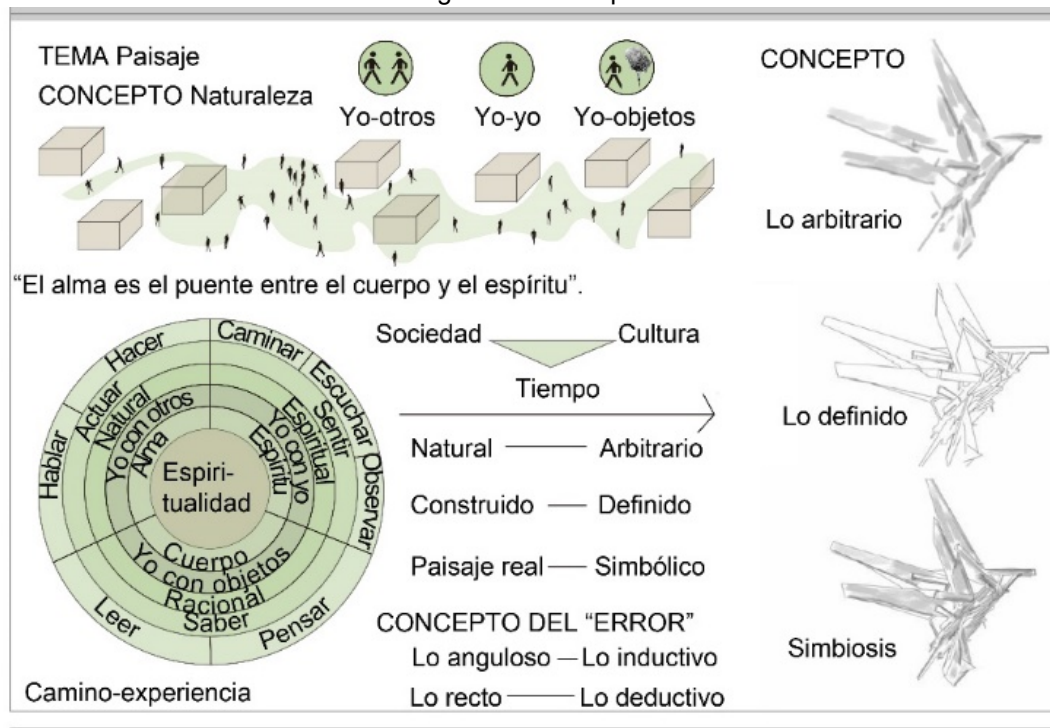 TEMA Paisaje
CONCEPTO Naturaleza
Yo-otros
Yo-yo
Yo-objetos
"El alma es el puente entre el cuerpo y el espíritu".
Hacer
Caminar
Escuchar
Observar
Hablar
Leer
Pensar
Actuar
Sentir
Saber
Natural
Espiritual
Racional
Yo con otros
Yo con yo
Yo con objetos
Alma
Espíritu
Cuerpo
Espiri-
tualidad
Camino-experiencia
Sociedad
Cultura
Tiempo
Natural Arbitrario
Construido Definido
Paisaje real Simbólico
CONCEPTO DEL "ERROR"
Lo anguloso Lo inductivo
Lo recto Lo deductivo
CONCEPTO
Lo arbitrario
Lo definido
Simbiosis